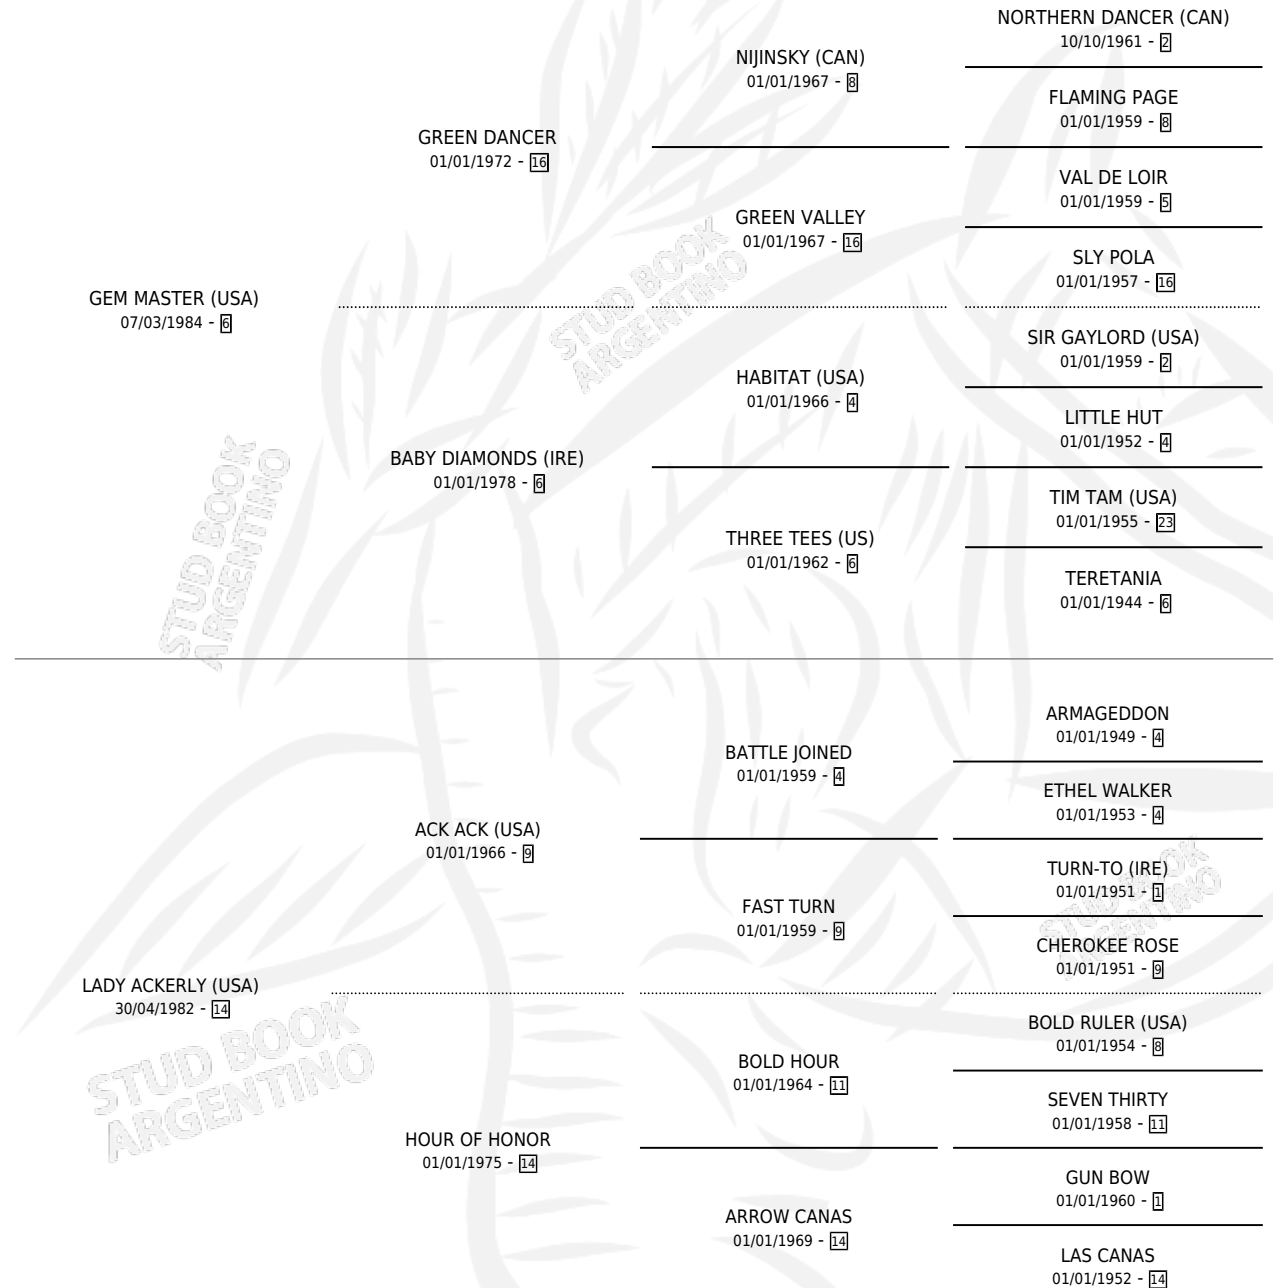 NORTHERN DANCER (CAN)
10/10/1961 - 2
NIJINSKY (CAN)
01/01/1967 - 8
FLAMING PAGE
01/01/1959 - 8
GREEN DANCER
01/01/1972 - 16
VAL DE LOIR
01/01/1959 - 5
GREEN VALLEY
01/01/1967 - 16
SLY POLA
01/01/1957 - 16
GEM MASTER (USA)
07/03/1984 - 6
SIR GAYLORD (USA)
01/01/1959 - 2
HABITAT (USA)
01/01/1966 - 4
LITTLE HUT
01/01/1952 - 4
BABY DIAMONDS (IRE)
01/01/1978 - 6
TIM TAM (USA)
01/01/1955 - 23
THREE TEES (US)
01/01/1962 - 6
TERETANIA
01/01/1944 - 6
ARMAGEDDON
01/01/1949 - 4
BATTLE JOINED
01/01/1959 - 4
ETHEL WALKER
01/01/1953 - 4
ACK ACK (USA)
01/01/1966 - 9
TURN-TO (IRE)
01/01/1951 - 1
FAST TURN
01/01/1959 - 9
CHEROKEE ROSE
01/01/1951 - 9
LADY ACKERLY (USA)
30/04/1982 - 14
BOLD RULER (USA)
01/01/1954 - 8
BOLD HOUR
01/01/1964 - 11
SEVEN THIRTY
01/01/1958 - 11
HOUR OF HONOR
01/01/1975 - 14
GUN BOW
01/01/1960 - 1
ARROW CANAS
01/01/1969 - 14
LAS CANAS
01/01/1952 - 14
STUD BOOK
ARGENTINO
STUD BOOK
ARGENTINO
STUD BOOK
ARGENTINO
STUD BOOK
ARGENTINO